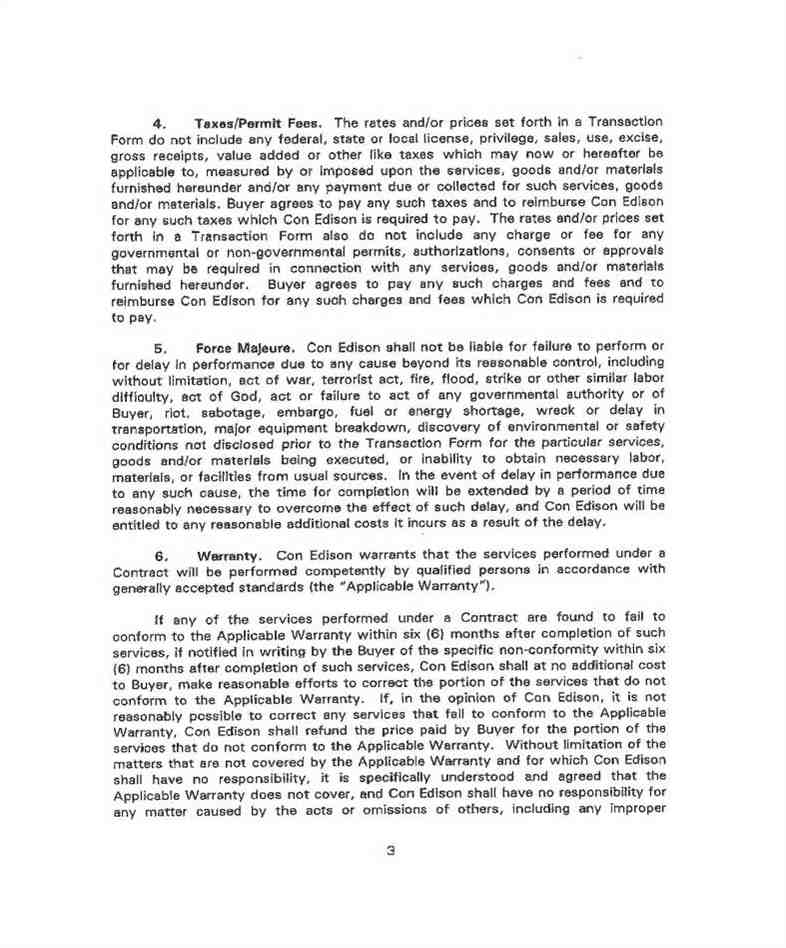 4. Taxes/Permit Fees. The rates and/or prices set forth in a Transaction
Form do not include any federal, state or local license, privilege, sales, use, excise,
gross receipts, value added or other like taxes which may now or hereafter be
applicable to, measured by or imposed upon the services, goods and/or materials
furnished hereunder and/or any payment due or collected for such services, goods
and/or materials. Buyer agrees to pay any such taxes and to reimburse Con Edison
for any such taxes which Con Edison is required to pay. The rates and/or prices set
forth in a Transaction Form also do not include any charge or fee for any
governmental or non-governmental permits, authorizations, consents or approvals
that may be required in connection with any services, goods and/or materials
furnished hereunder. Buyer agrees to pay any such charges and fees and to
reimburse Con Edison for any such charges and fees which Con Edison is required
to pay.
5. Force Majeure. Con Edison shall not be liable for failure to perform or
for delay in performance due to any cause beyond its reasonable control, including
without limitation, act of war, terrorist act, fire, flood, strike or other similar labor
difficulty, act of God, act or failure to act of any governmental authority or of
Buyer, riot, sabotage, embargo, fuel or energy shortage, wreck or delay in
transportation, major equipment breakdown, discovery of environmental or safety
conditions not disclosed prior to the Transaction Form for the particular services,
goods and/or materials being executed, or inability to obtain necessary labor,
materials, or facilities from usual sources. In the event of delay in performance due
to any such cause, the time for completion will be extended by a period of time
reasonably necessary to overcome the effect of such delay, and Con Edison will be
entitled to any reasonable additional costs it incurs as a result of the delay.
6. Warranty. Con Edison warrants that the services performed under a
Contract will be performed competently by qualified persons in accordance with
generally accepted standards (the "Applicable Warranty").
If any of the services performed under a Contract are found to fail to
conform to the Applicable Warranty within six (6) months after completion of such
services, if notified in writing by the Buyer of the specific non-conformity within six
(6) months after completion of such services, Con Edison shall at no additional cost
to Buyer, make reasonable efforts to correct the portion of the services that do not
conform to the Applicable Warranty. If, in the opinion of Con Edison, it is not
reasonably possible to correct any services that fail to conform to the Applicable
Warranty, Con Edison shall refund the price paid by Buyer for the portion of the
services that do not conform to the Applicable Warranty. Without limitation of the
matters that are not covered by the Applicable Warranty and for which Con Edison
shall have no responsibility, it is specifically understood and agreed that the
Applicable Warranty does not cover, and Con Edison shall have no responsibility for
any matter caused by the acts or omissions of others, including any improper
3